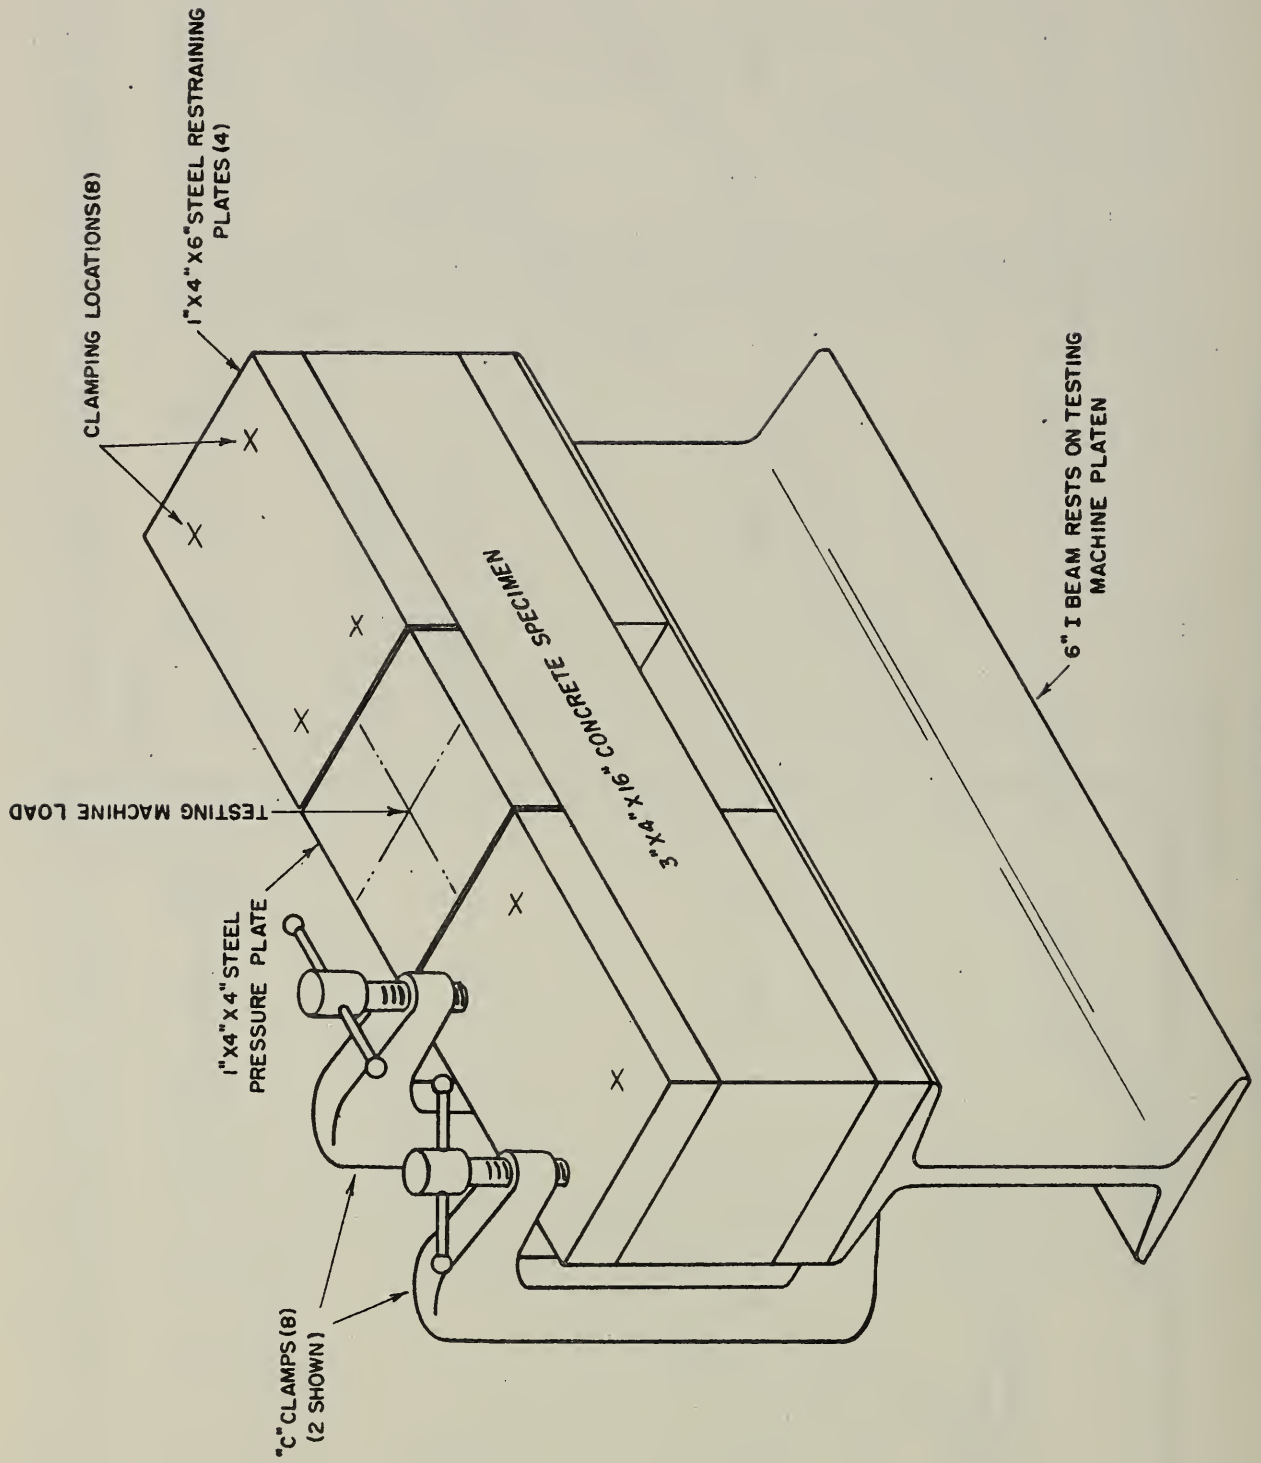 CLAMPING LOCATIONS(8)
1"X4"X6" STEEL RESTRAINING
PLATES (4)
TESTING MACHINE LOAD
1"X4"X4" STEEL
PRESSURE PLATE
"C" CLAMPS (8)
(2 SHOWN)
3"X4"X16" CONCRETE SPECIMEN
6" I BEAM RESTS ON TESTING
MACHINE PLATEN